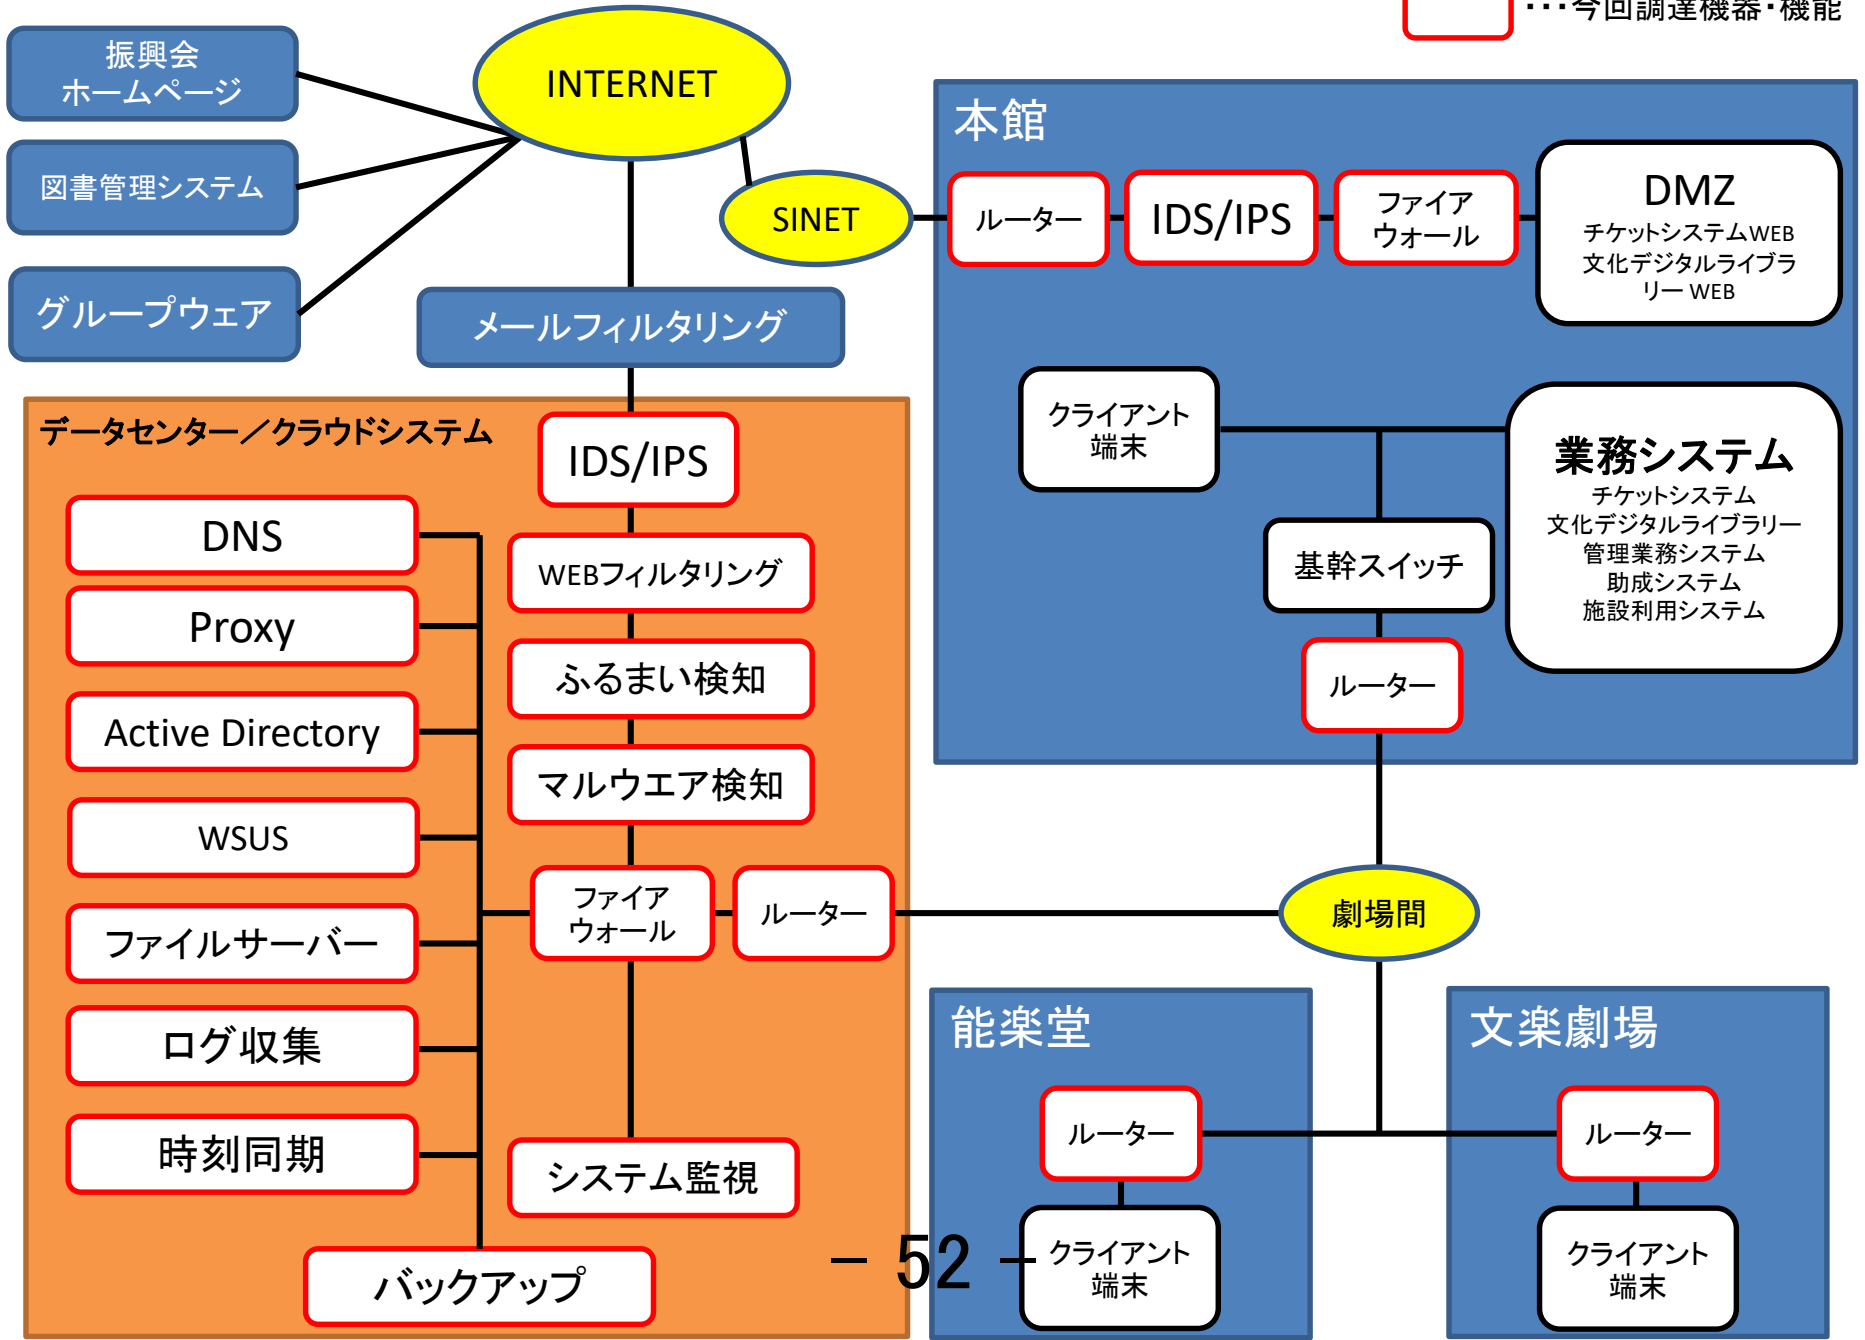 ・・・今回調達機器・機能
振興会
ホームページ
INTERNET
図書管理システム
SINET
グループウェア
メールフィルタリング
本館
ルーター
IDS/IPS
ファイア
ウォール
DMZ
チケットシステムWEB
文化デジタルライブラ
リー WEB
クライアント
端末
業務システム
チケットシステム
文化デジタルライブラリー
管理業務システム
助成システム
施設利用システム
基幹スイッチ
ルーター
データセンター／クラウドシステム
IDS/IPS
DNS
WEBフィルタリング
Proxy
ふるまい検知
Active Directory
マルウエア検知
WSUS
ファイア
ウォール
ルーター
ファイルサーバー
ログ収集
時刻同期
システム監視
バックアップ
劇場間
能楽堂
ルーター
クライアント
端末
文楽劇場
ルーター
クライアント
端末
－ 52 －